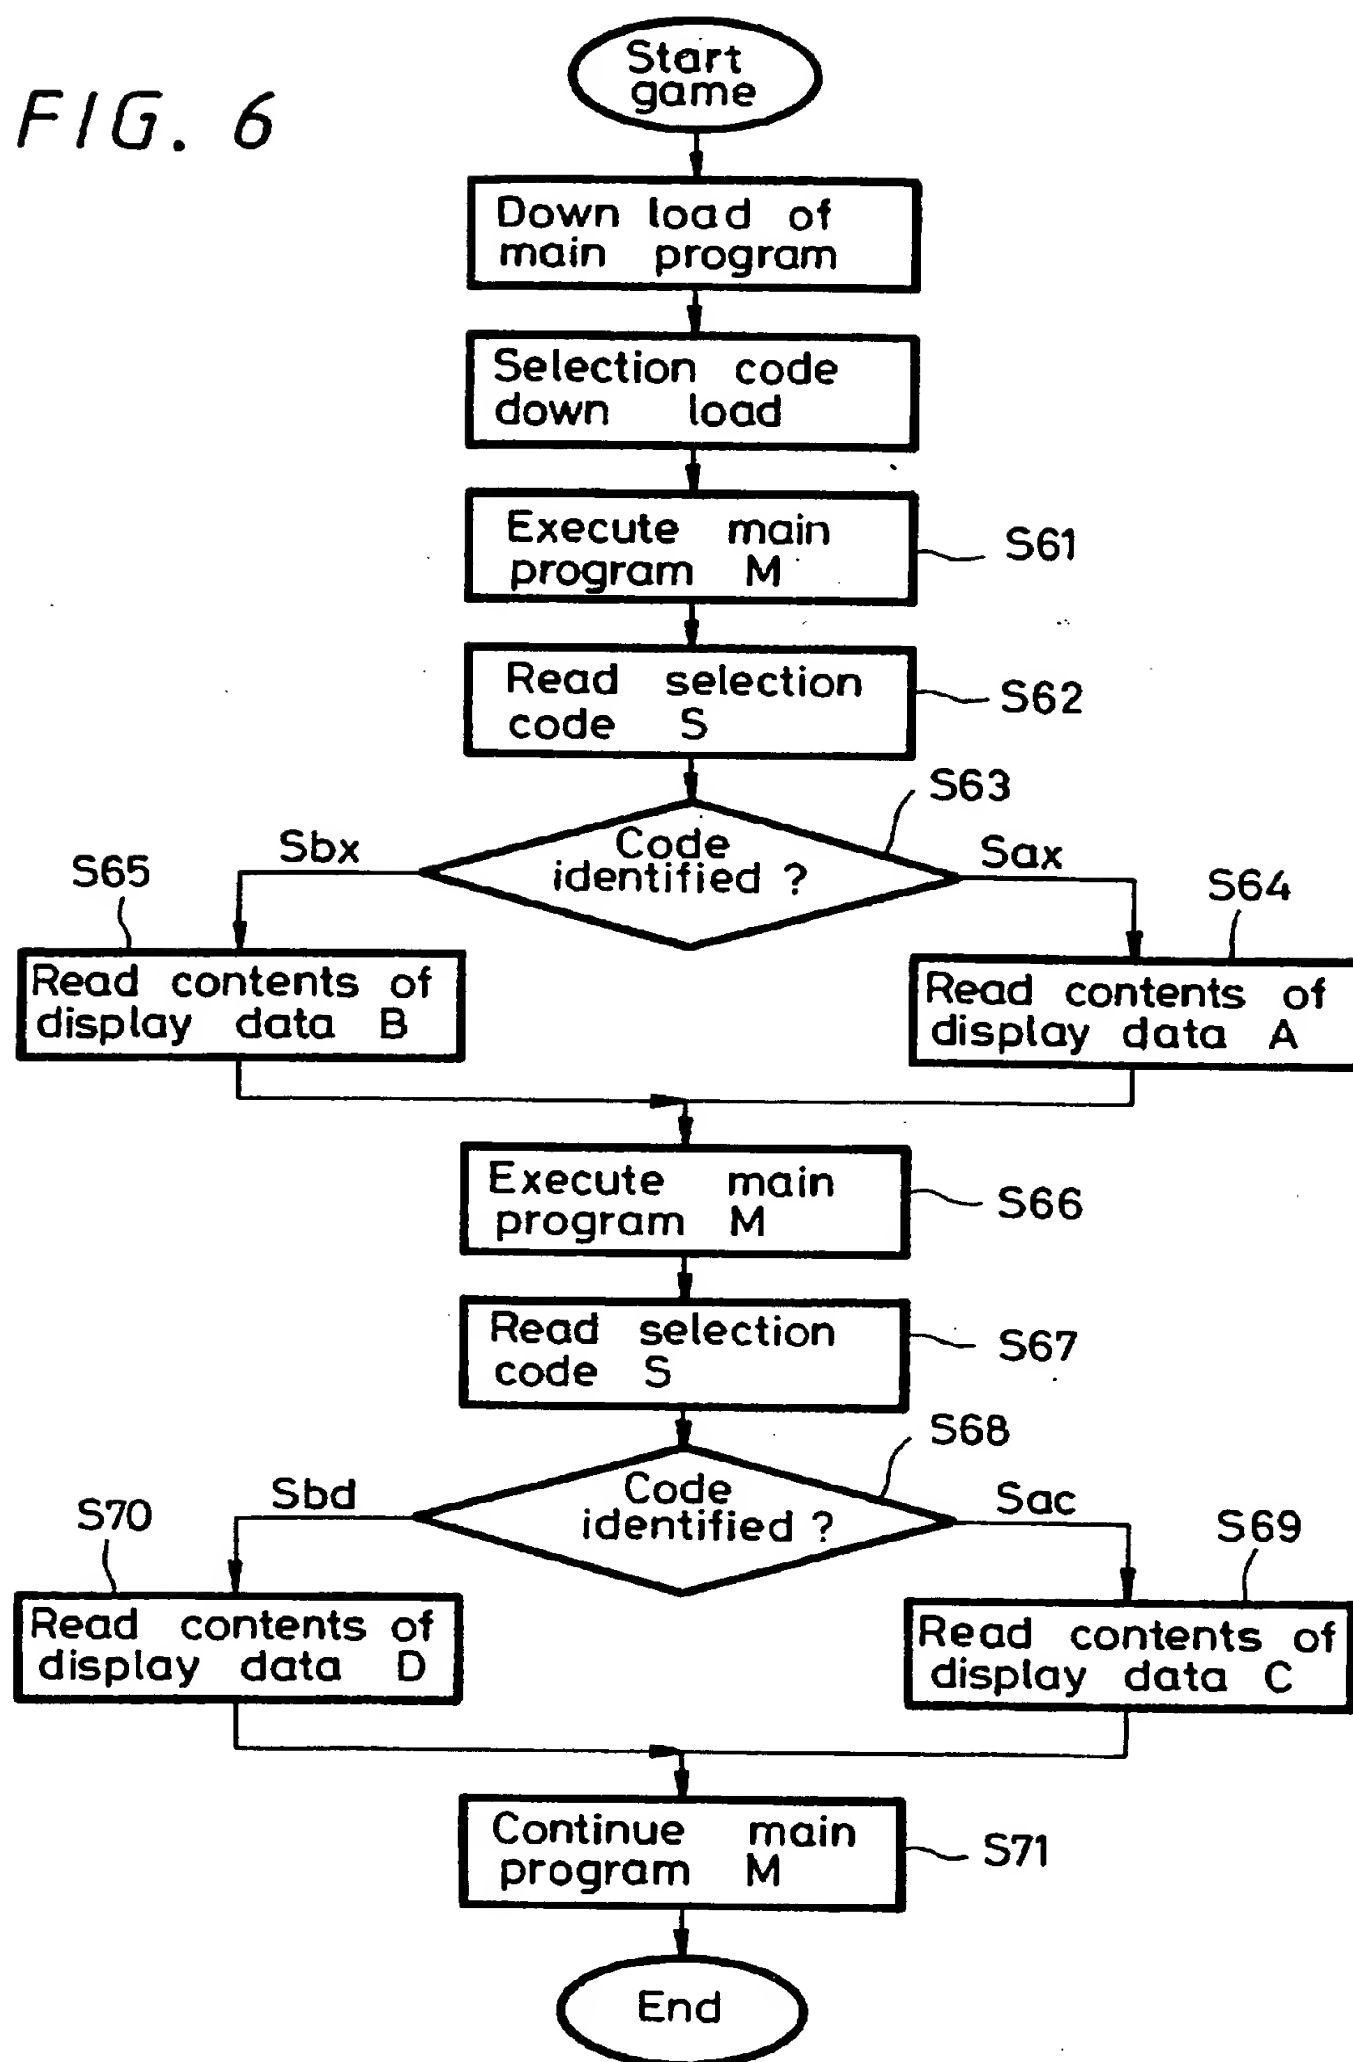 FIG. 6
Start
game
Down load of
main program
Selection code
down load
Execute main
program M
S61
Read selection
code S
S62
S63
Code
identified ?
Sbx
Sax
S65
S64
Read contents of
display data B
Read contents of
display data A
Execute main
program M
S66
Read selection
code S
S67
S68
Code
identified ?
Sbd
Sac
S70
S69
Read contents of
display data D
Read contents of
display data C
Continue main
program M
S71
End